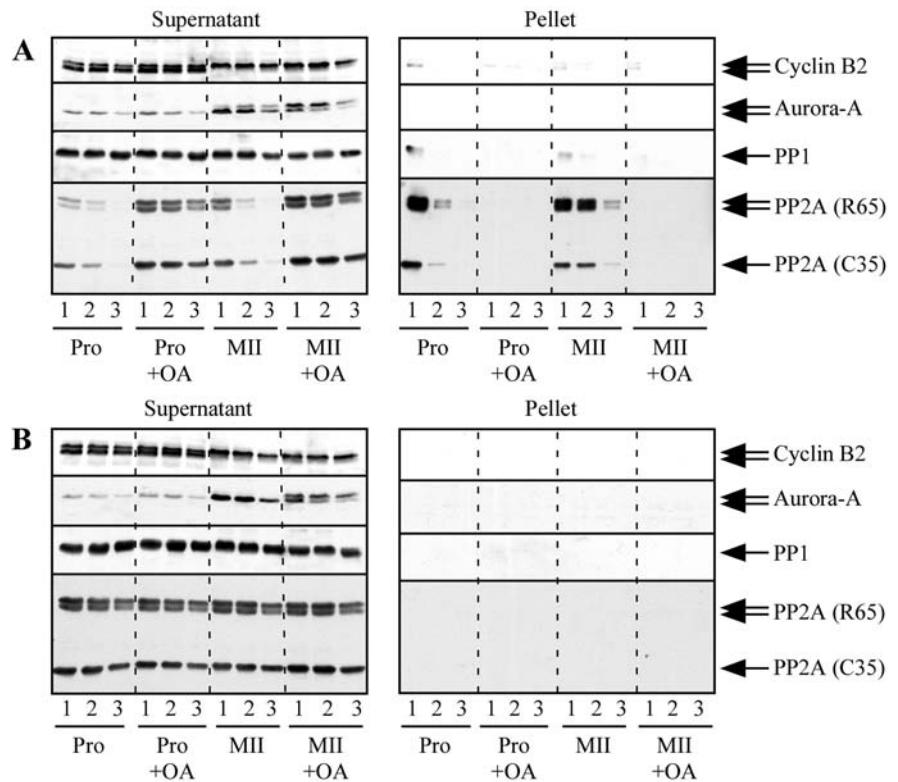 Supernatant Pellet
A
Cyclin B2
Aurora-A
PP1
PP2A (R65)
PP2A (C35)
1 2 3 1 2 3 1 2 3 1 2 3 1 2 3 1 2 3 1 2 3 1 2 3
Pro Pro +OA MII MII +OA Pro Pro +OA MII MII +OA
Supernatant Pellet
B
Cyclin B2
Aurora-A
PP1
PP2A (R65)
PP2A (C35)
1 2 3 1 2 3 1 2 3 1 2 3 1 2 3 1 2 3 1 2 3 1 2 3
Pro Pro +OA MII MII +OA Pro Pro +OA MII MII +OA